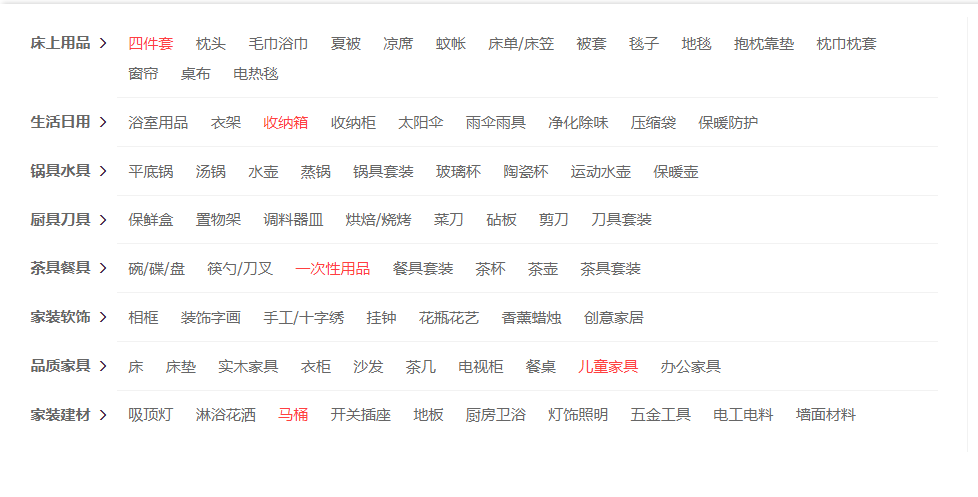 床上用品 > 四件套 枕头 毛巾浴巾 夏被 凉席 蚊帐 床单/床笠 被套 毯子 地毯 抱枕靠垫 枕巾枕套
窗帘 桌布 电热毯
生活日用 > 浴室用品 衣架 收纳箱 收纳柜 太阳伞 雨伞雨具 净化除味 压缩袋 保暖防护
锅具水具 > 平底锅 汤锅 水壶 蒸锅 锅具套装 玻璃杯 陶瓷杯 运动水壶 保暖壶
厨具刀具 > 保鲜盒 置物架 调料器皿 烘焙/烧烤 菜刀 砧板 剪刀 刀具套装
茶具餐具 > 碗/碟/盘 筷勺/刀叉 一次性用品 餐具套装 茶杯 茶壶 茶具套装
家装软饰 > 相框 装饰字画 手工/十字绣 挂钟 花瓶花艺 香薰蜡烛 创意家居
品质家具 > 床 床垫 实木家具 衣柜 沙发 茶几 电视柜 餐桌 儿童家具 办公家具
家装建材 > 吸顶灯 淋浴花洒 马桶 开关插座 地板 厨房卫浴 灯饰照明 五金工具 电工电料 墙面材料